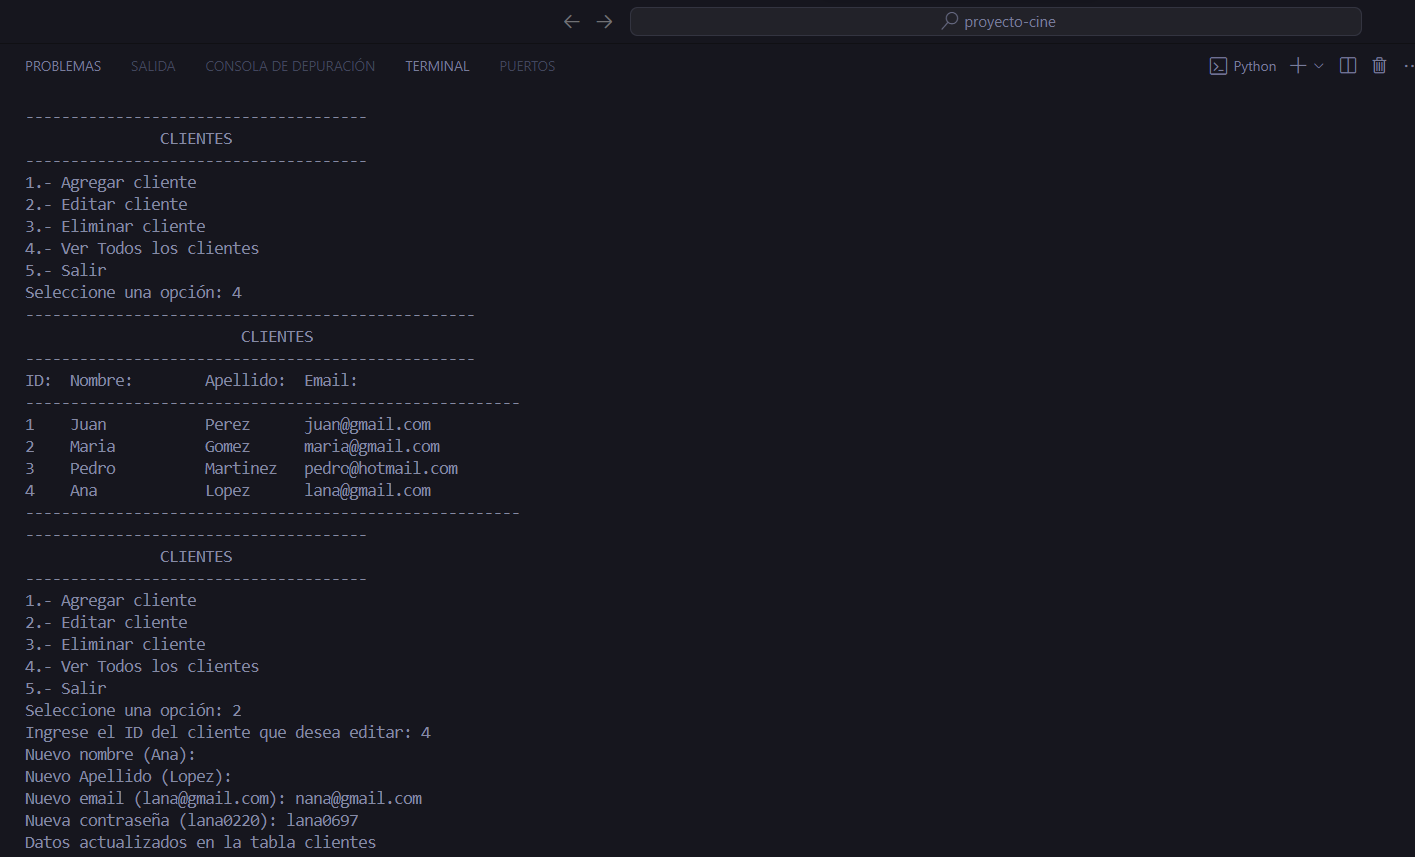 proyecto-cine
PROBLEMAS SALIDA CONSOLA DE DEPURACIÓN TERMINAL PUERTOS Python
--------------------------------------
CLIENTES
--------------------------------------
1.- Agregar cliente
2.- Editar cliente
3.- Eliminar cliente
4.- Ver Todos los clientes
5.- Salir
Seleccione una opción: 4
--------------------------------------------------
CLIENTES
--------------------------------------------------
ID: Nombre: Apellido: Email:
-------------------------------------------------------
1 Juan Perez juan@gmail.com
2 Maria Gomez maria@gmail.com
3 Pedro Martinez pedro@hotmail.com
4 Ana Lopez lana@gmail.com
-------------------------------------------------------
--------------------------------------
CLIENTES
--------------------------------------
1.- Agregar cliente
2.- Editar cliente
3.- Eliminar cliente
4.- Ver Todos los clientes
5.- Salir
Seleccione una opción: 2
Ingrese el ID del cliente que desea editar: 4
Nuevo nombre (Ana):
Nuevo Apellido (Lopez):
Nuevo email (lana@gmail.com): nana@gmail.com
Nueva contraseña (lana0220): lana0697
Datos actualizados en la tabla clientes